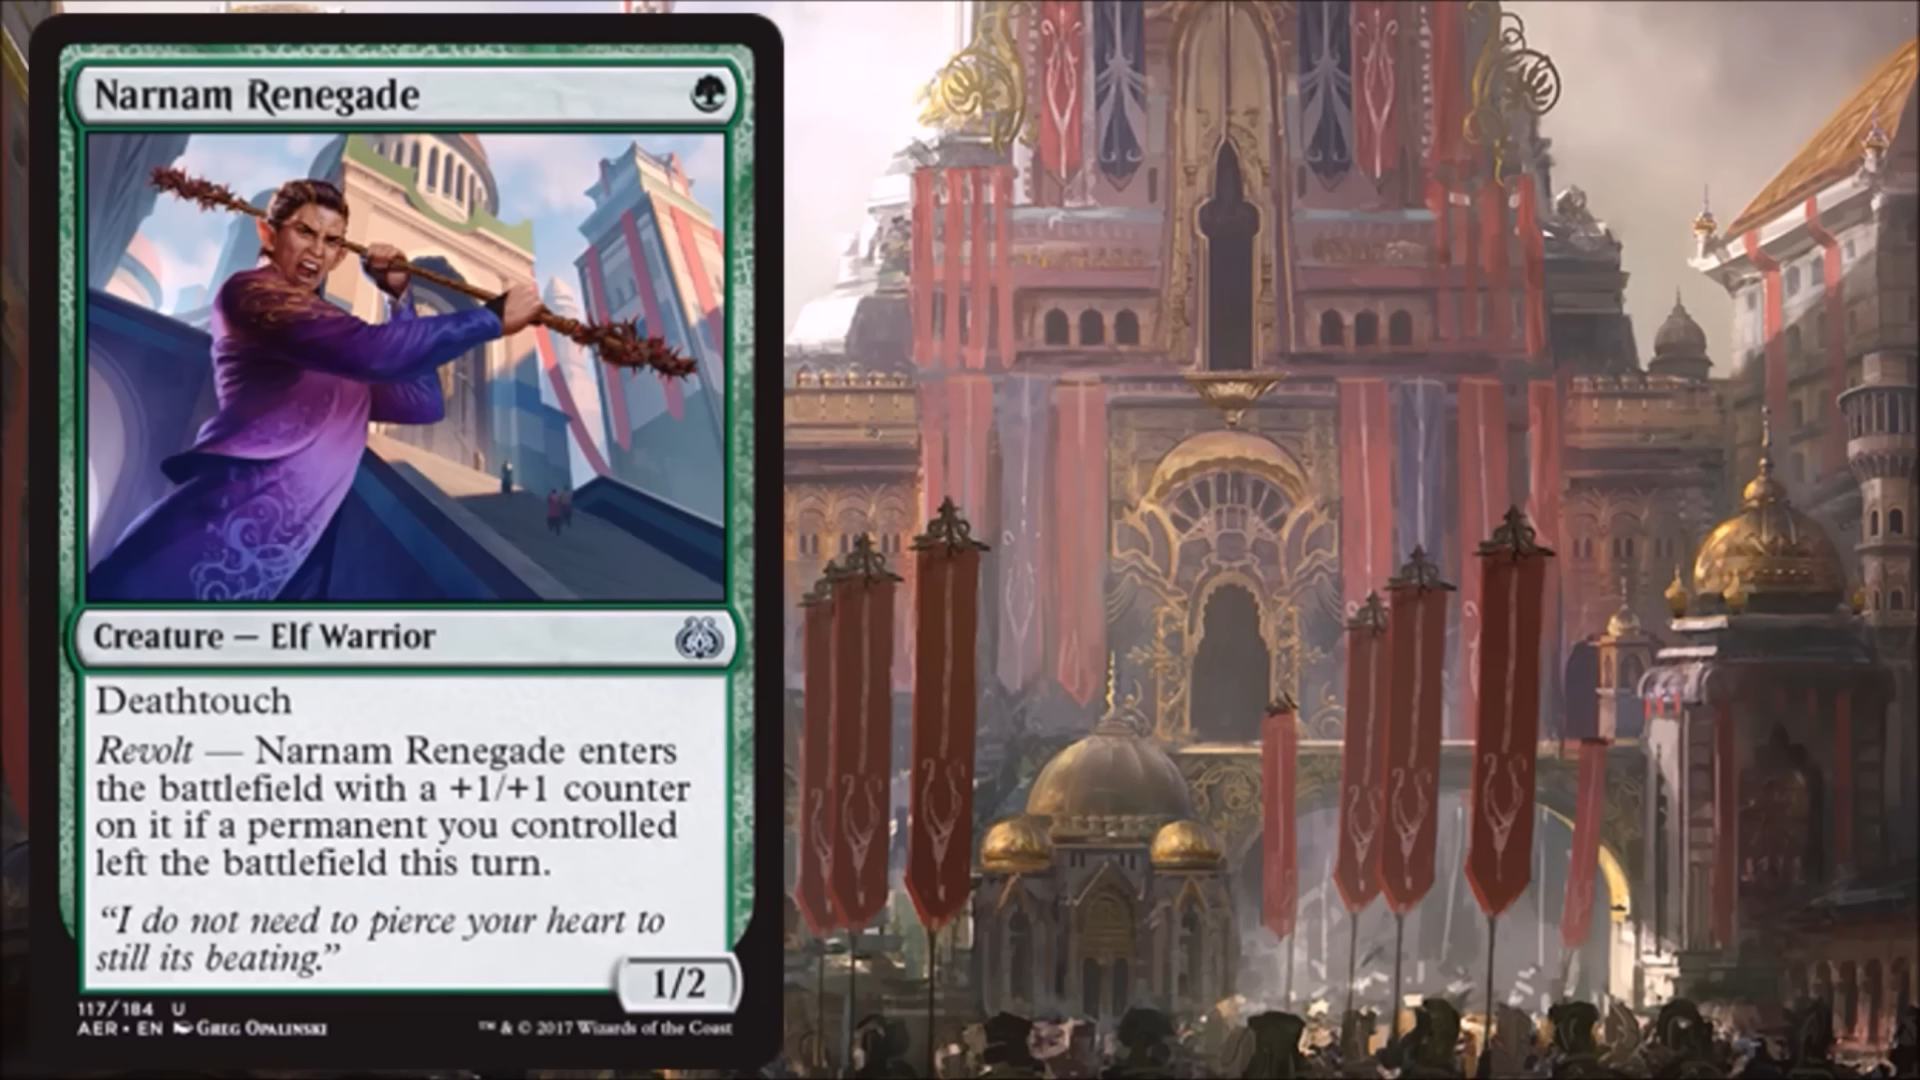 Narnam Renegade
Creature — Elf Warrior
Deathtouch
Revolt — Narnam Renegade enters
the battlefield with a +1/+1 counter
on it if a permanent you controlled
left the battlefield this turn.
“I do not need to pierce your heart to
still its beating.”
1/2
117/184 U
AER • EN Greg Opalinski
™ & © 2017 Wizards of the Coast